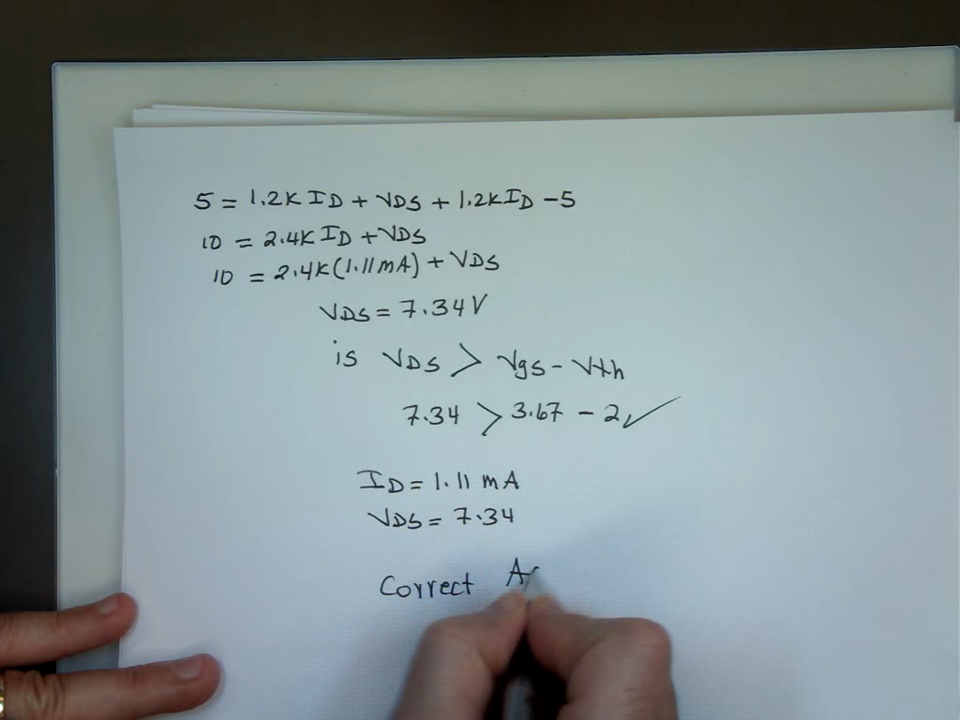 5 = 1.2K ID + VDS + 1.2K ID - 5
10 = 2.4K ID + VDS
10 = 2.4K (1.11 mA) + VDS
VDS = 7.34 V
is VDS > Vgs - Vth
7.34 > 3.67 - 2 ✓
ID = 1.11 mA
VDS = 7.34
Correct